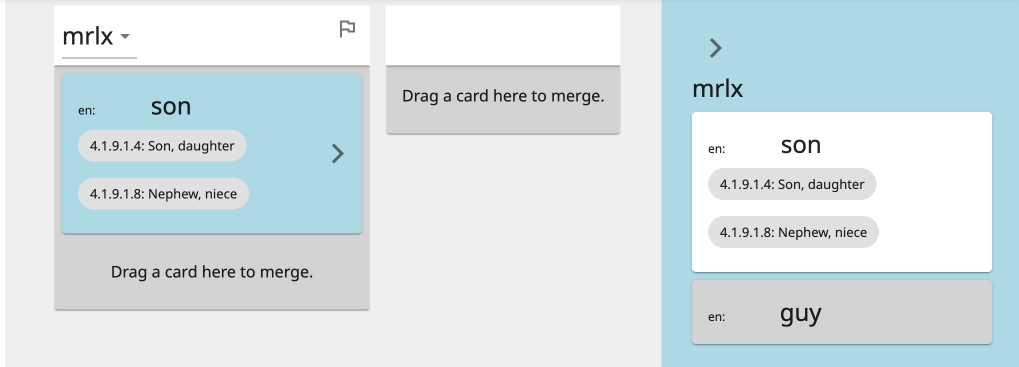 mrlx
en: son
4.1.9.1.4: Son, daughter
4.1.9.1.8: Nephew, niece
Drag a card here to merge.
Drag a card here to merge.
mrlx
en: son
4.1.9.1.4: Son, daughter
4.1.9.1.8: Nephew, niece
en: guy